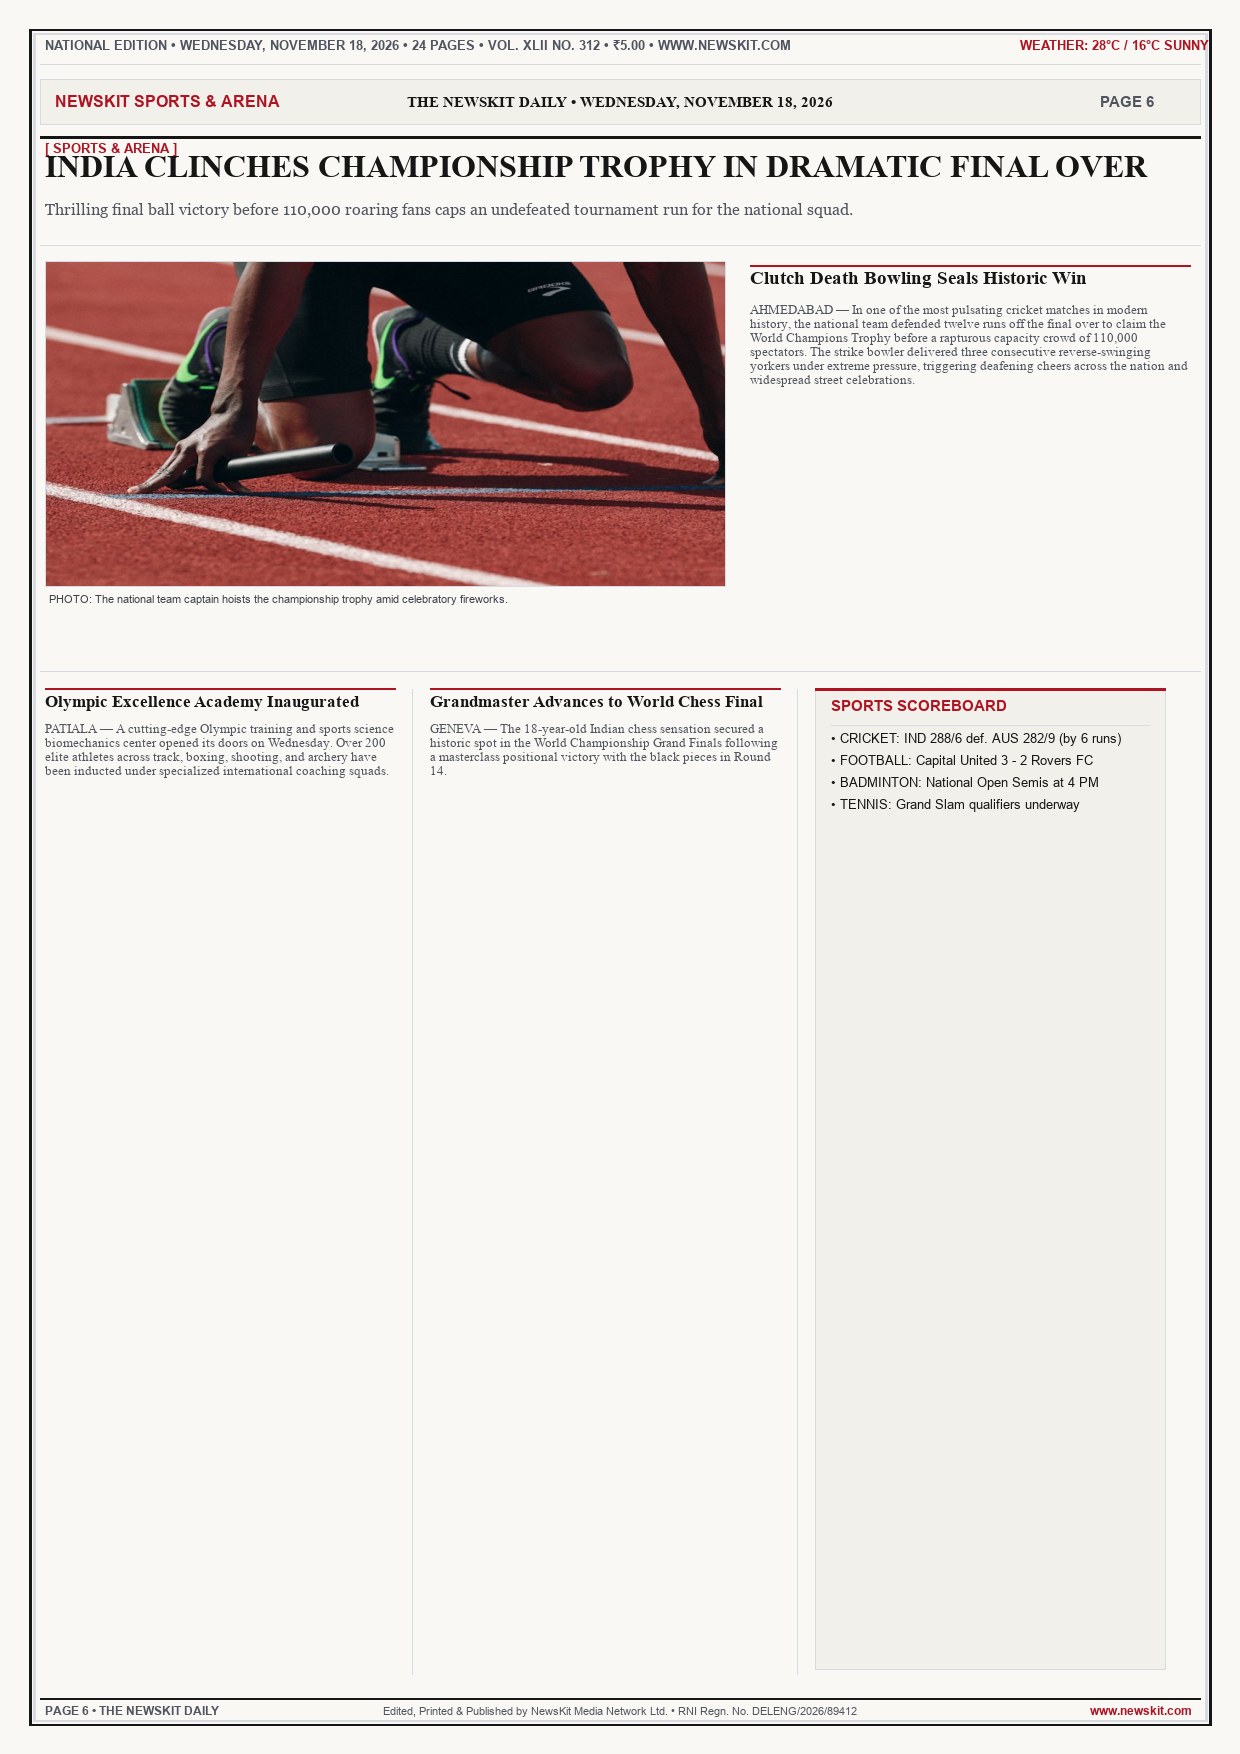 NATIONAL EDITION • WEDNESDAY, NOVEMBER 18, 2026 • 24 PAGES • VOL. XLII NO. 312 • ₹5.00 • WWW.NEWSKIT.COM
WEATHER: 28°C / 16°C SUNNY
NEWSKIT SPORTS & ARENA
THE NEWSKIT DAILY • WEDNESDAY, NOVEMBER 18, 2026
PAGE 6
[ SPORTS & ARENA ]
INDIA CLINCHES CHAMPIONSHIP TROPHY IN DRAMATIC FINAL OVER
Thrilling final ball victory before 110,000 roaring fans caps an undefeated tournament run for the national squad.
PHOTO: The national team captain hoists the championship trophy amid celebratory fireworks.
Clutch Death Bowling Seals Historic Win
AHMEDABAD — In one of the most pulsating cricket matches in modern
history, the national team defended twelve runs off the final over to claim the
World Champions Trophy before a rapturous capacity crowd of 110,000
spectators. The strike bowler delivered three consecutive reverse-swinging
yorkers under extreme pressure, triggering deafening cheers across the nation and
widespread street celebrations.
Olympic Excellence Academy Inaugurated
PATIALA — A cutting-edge Olympic training and sports science
biomechanics center opened its doors on Wednesday. Over 200
elite athletes across track, boxing, shooting, and archery have
been inducted under specialized international coaching squads.
Grandmaster Advances to World Chess Final
GENEVA — The 18-year-old Indian chess sensation secured a
historic spot in the World Championship Grand Finals following
a masterclass positional victory with the black pieces in Round
14.
SPORTS SCOREBOARD
• CRICKET: IND 288/6 def. AUS 282/9 (by 6 runs)
• FOOTBALL: Capital United 3 - 2 Rovers FC
• BADMINTON: National Open Semis at 4 PM
• TENNIS: Grand Slam qualifiers underway
PAGE 6 • THE NEWSKIT DAILY
Edited, Printed & Published by NewsKit Media Network Ltd. • RNI Regn. No. DELENG/2026/89412
www.newskit.com